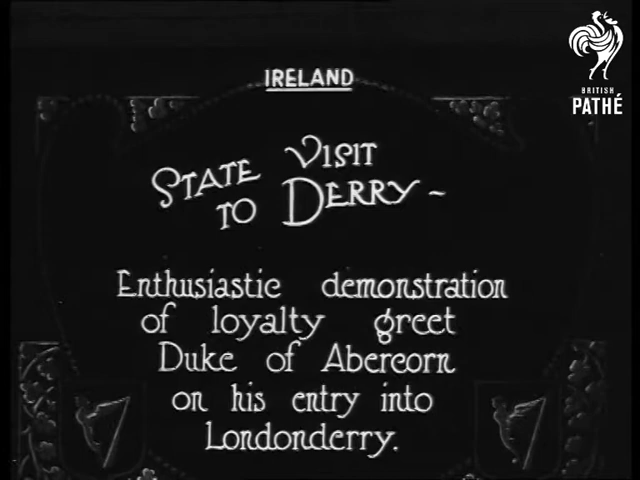 BRITISH
PATHÉ
IRELAND
STATE VISIT
TO DERRY ~
Enthusiastic demonstration
of loyalty greet
Duke of Abercorn
on his entry into
Londonderry.